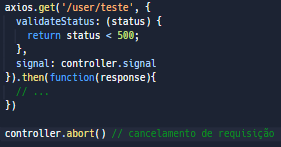 axios.get('/user/teste', {
  validateStatus: (status) {
    return status < 500;
  },
  signal: controller.signal
}).then(function(response){
  // ...
})
controller.abort() // cancelamento de requisição